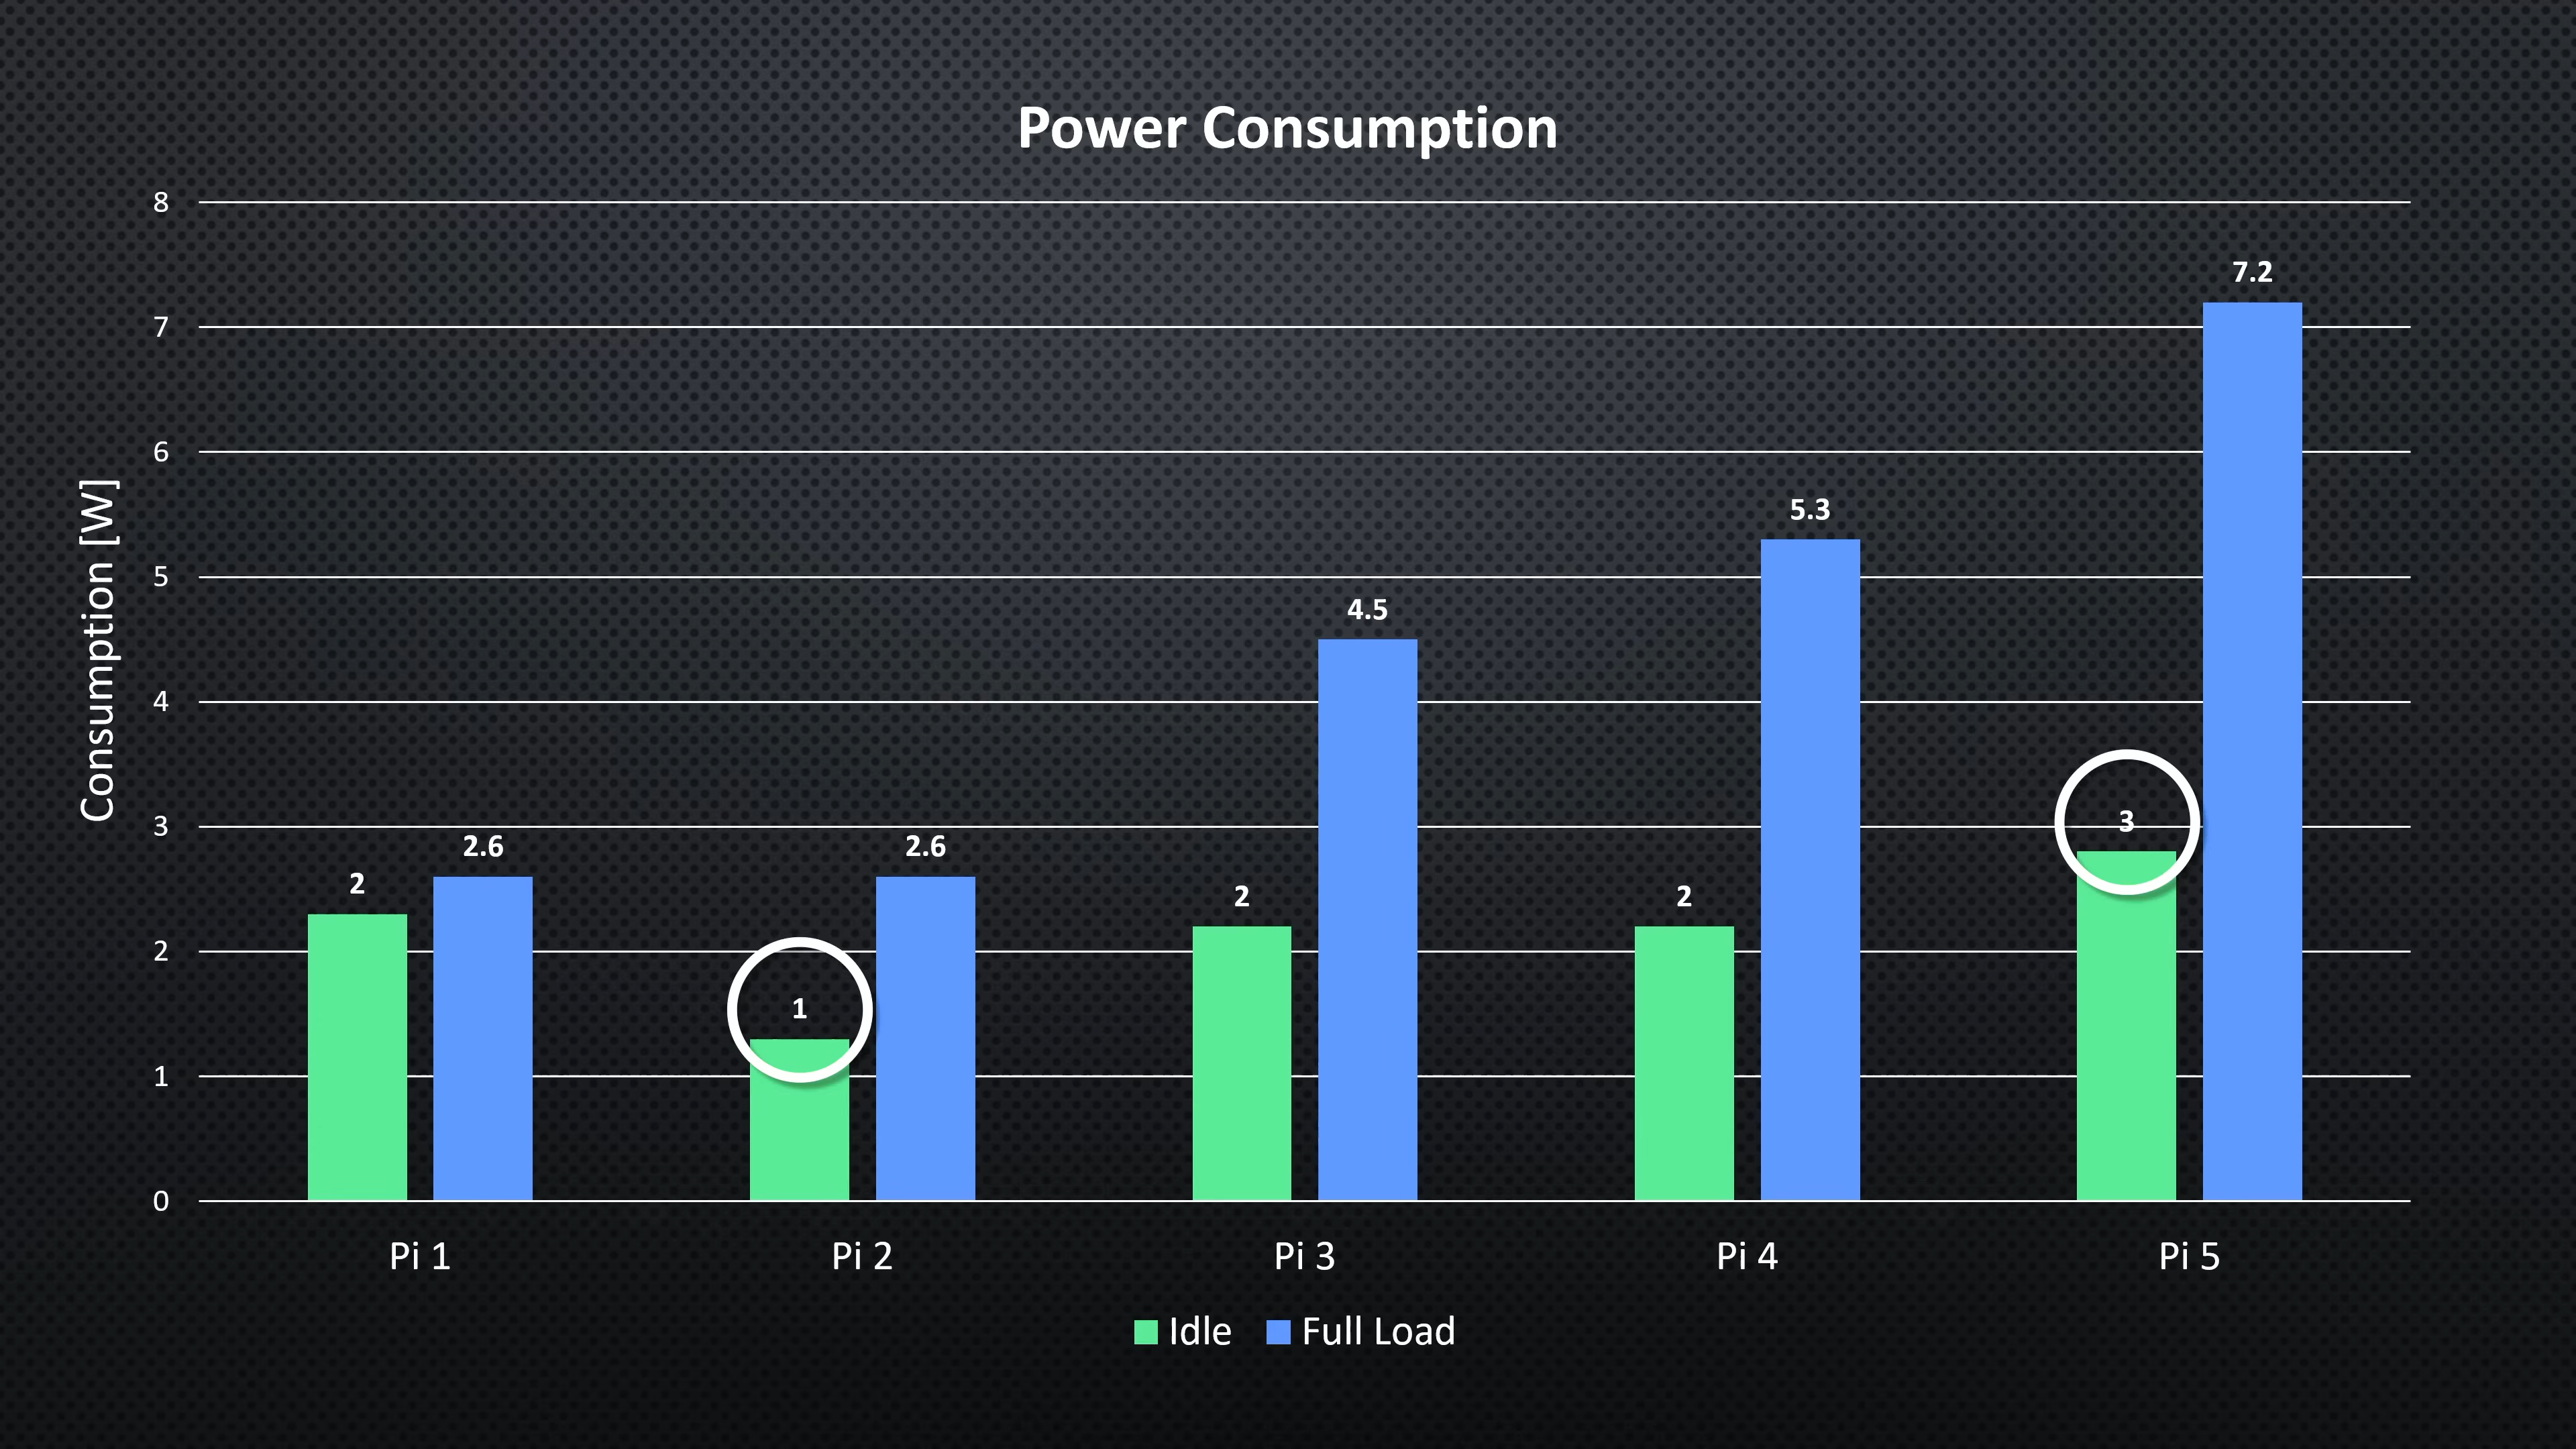 Power Consumption
8
7.2
7
6
5.3
5
4.5
4
3
3
2.6
2.6
2
2
2
2
1
1
0
Consumption [W]
Pi 1
Pi 2
Pi 3
Pi 4
Pi 5
Idle
Full Load